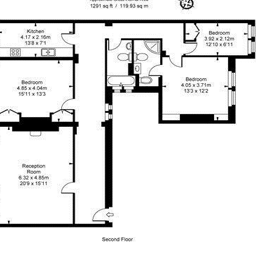 1291 sq ft / 119.93 sq m
Kitchen
4.17 x 2.16m
13'8 x 7'1
Bedroom
3.92 x 2.12m
12'10 x 6'11
Bedroom
4.85 x 4.04m
15'11 x 13'3
Bedroom
4.05 x 3.71m
13'3 x 12'2
Reception
Room
6.32 x 4.85m
20'9 x 15'11
Second Floor